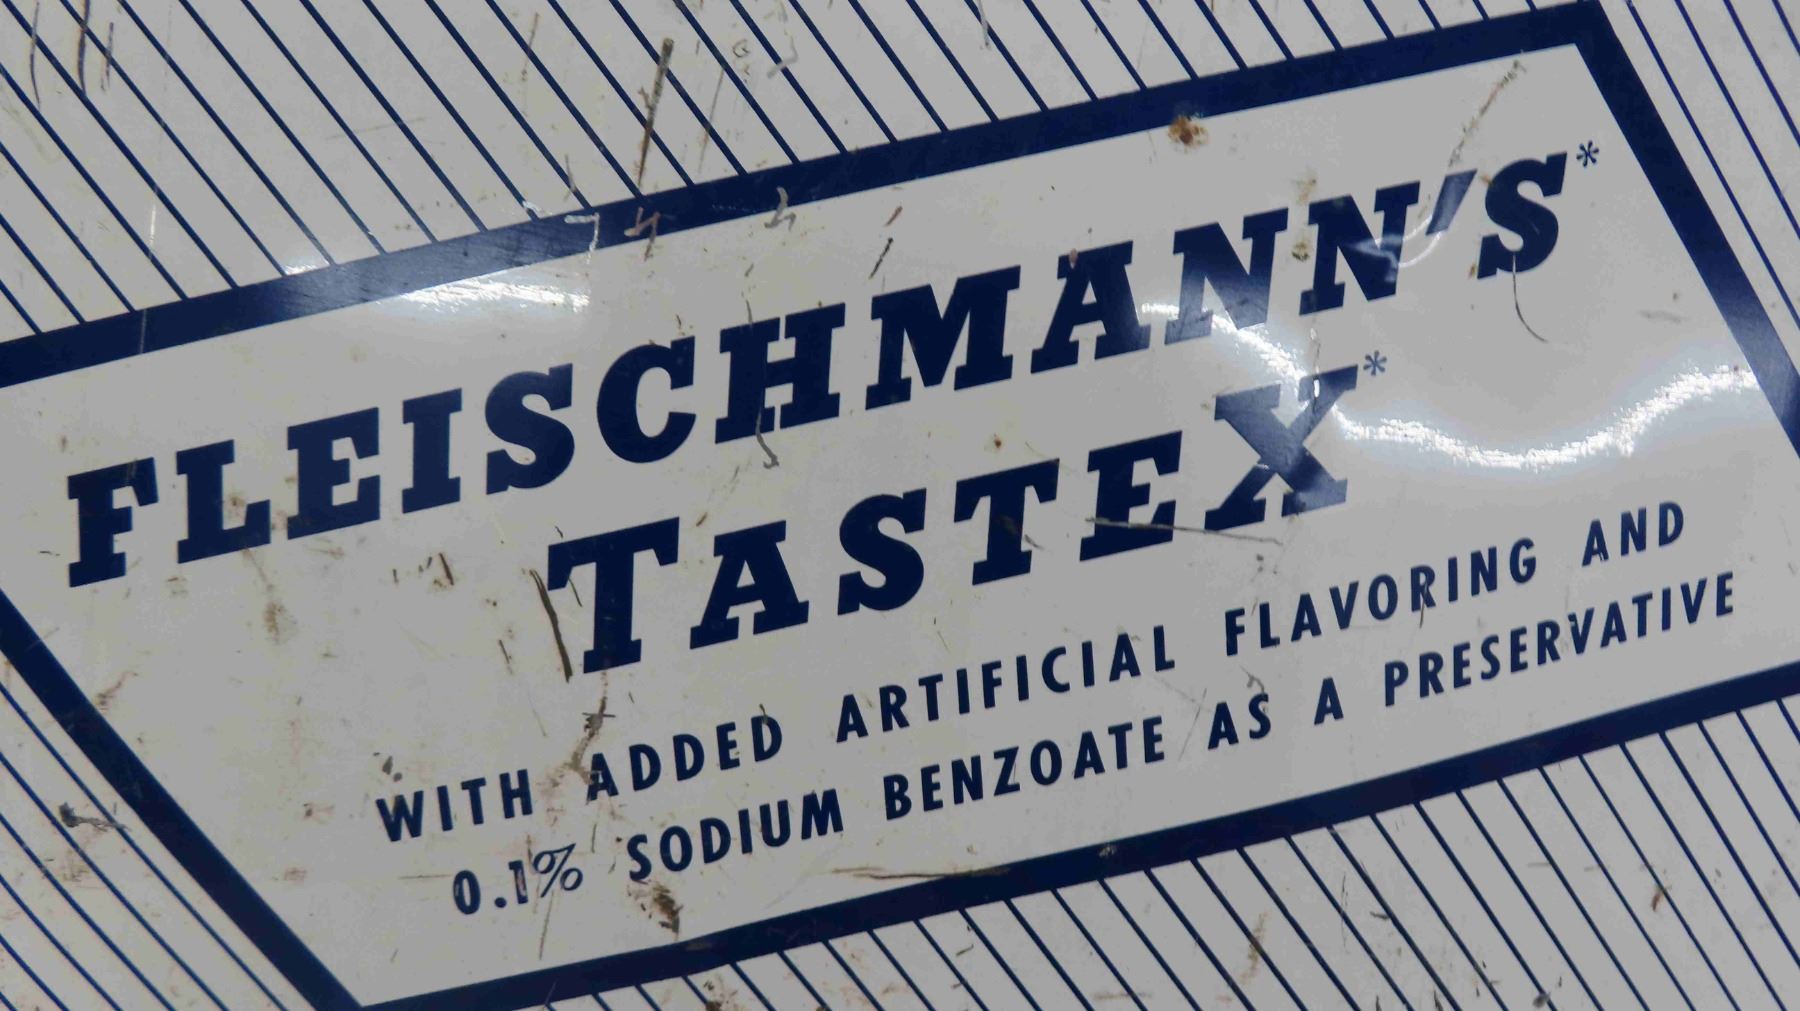 FLEISCHMANN'S*
TASTEX*
WITH ADDED ARTIFICIAL FLAVORING AND
0.1% SODIUM BENZOATE AS A PRESERVATIVE